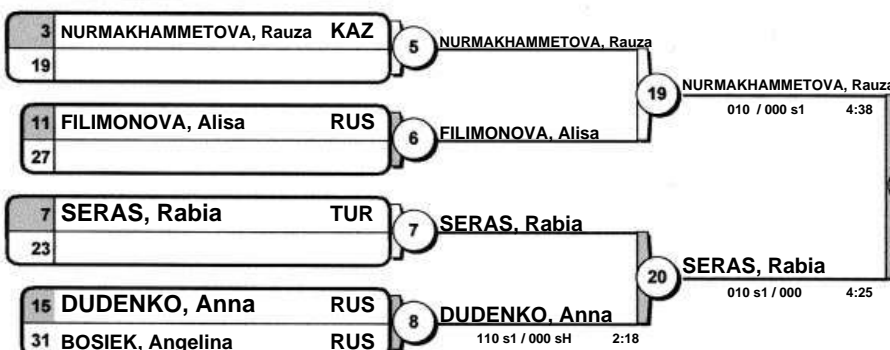 3 NURMAKHAMMETOVA, Rauza KAZ
19
5
NURMAKHAMMETOVA, Rauza
11 FILIMONOVA, Alisa RUS
27
6
FILIMONOVA, Alisa
19
NURMAKHAMMETOVA, Rauza
010 / 000 s1 4:38
7 SERAS, Rabia TUR
23
7
SERAS, Rabia
15 DUDENKO, Anna RUS
31 BOSIEK, Angelina RUS
8
DUDENKO, Anna
110 s1 / 000 sH 2:18
20
SERAS, Rabia
010 s1 / 000 4:25